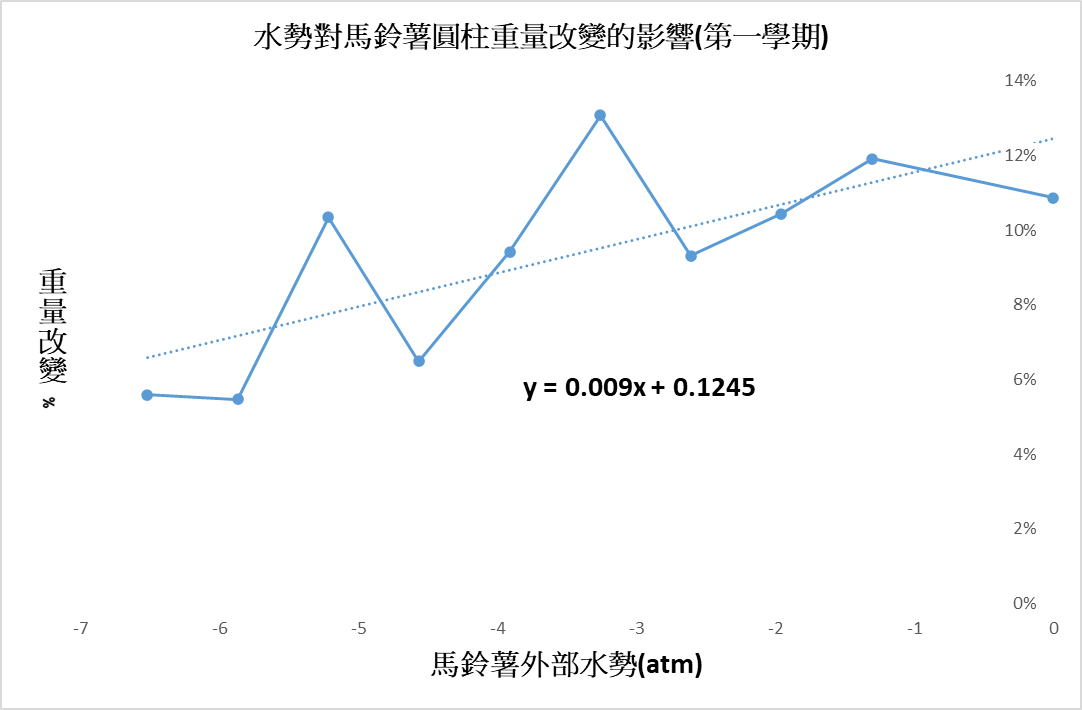 水勢對馬鈴薯圓柱重量改變的影響(第一學期)
14%
12%
10%
8%
6%
4%
2%
0%
重量改變%
y = 0.009x + 0.1245
-7 -6 -5 -4 -3 -2 -1 0
馬鈴薯外部水勢(atm)